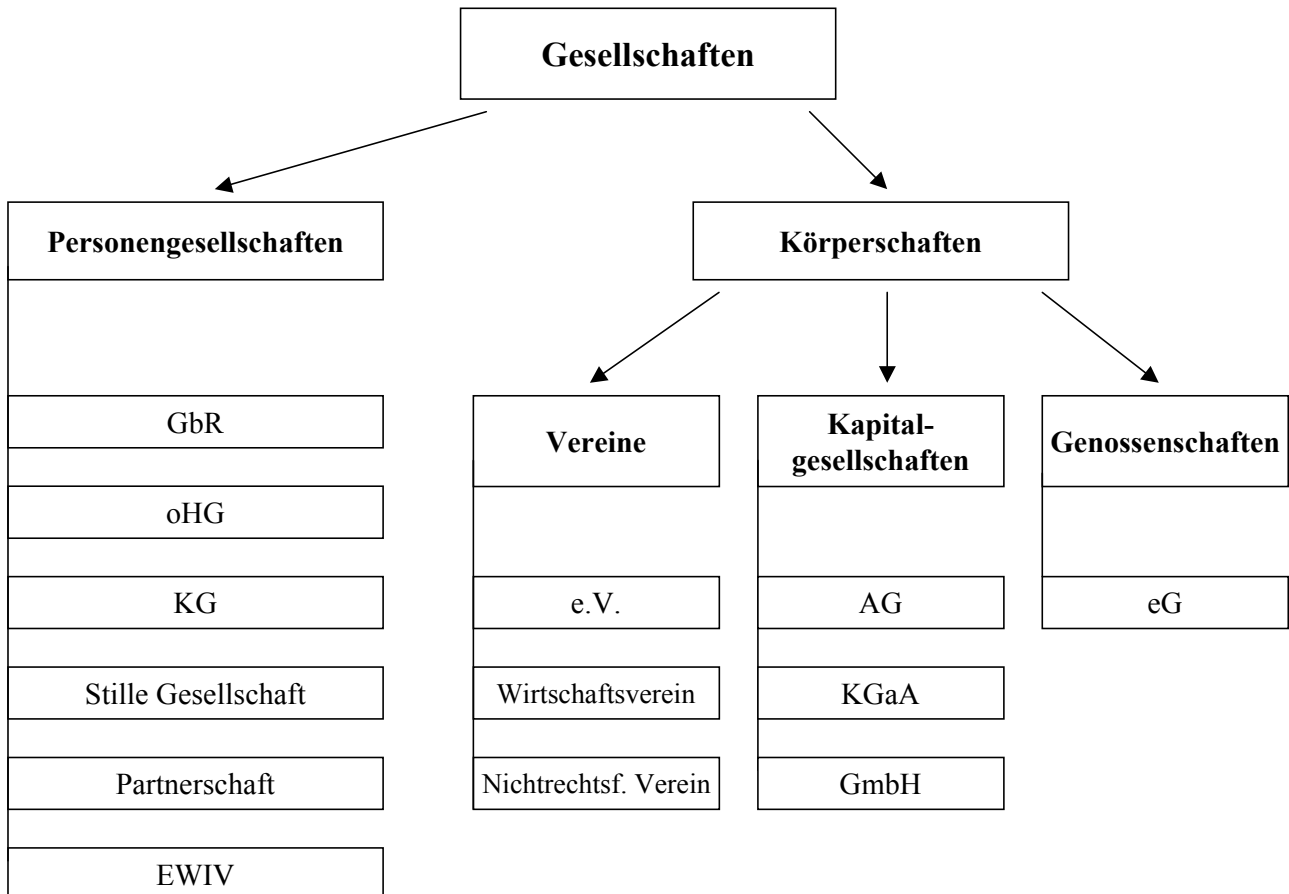 Gesellschaften
Personengesellschaften
Körperschaften
GbR
oHG
KG
Stille Gesellschaft
Partnerschaft
EWIV
Vereine
e.V.
Wirtschaftsverein
Nichtrechtsf. Verein
Kapital-
gesellschaften
AG
KGaA
GmbH
Genossenschaften
eG